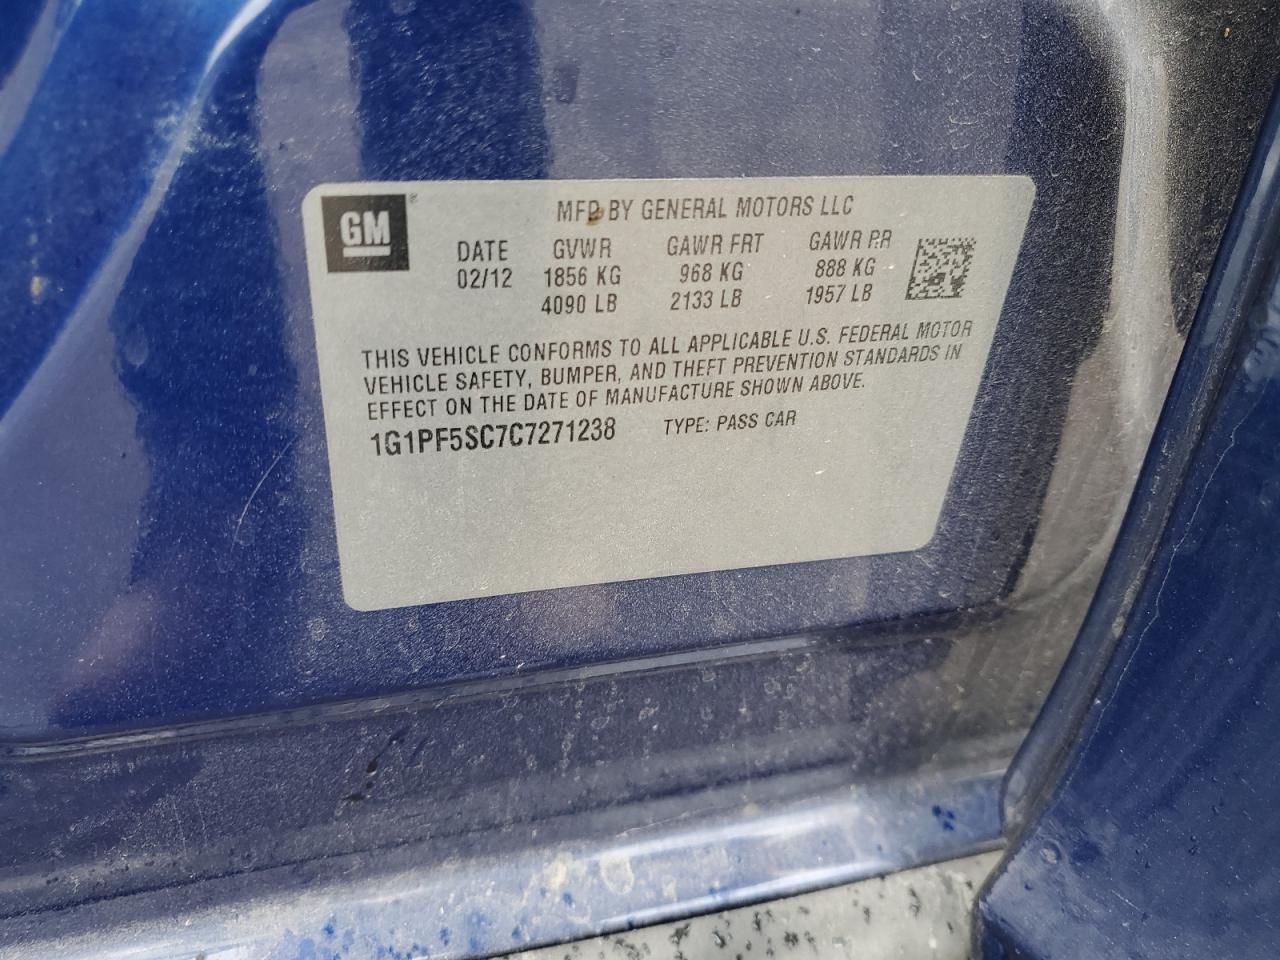 GM®
MFD BY GENERAL MOTORS LLC
DATE GVWR GAWR FRT GAWR RR
02/12 1856 KG 968 KG 888 KG
4090 LB 2133 LB 1957 LB
THIS VEHICLE CONFORMS TO ALL APPLICABLE U.S. FEDERAL MOTOR
VEHICLE SAFETY, BUMPER, AND THEFT PREVENTION STANDARDS IN
EFFECT ON THE DATE OF MANUFACTURE SHOWN ABOVE.
1G1PF5SC7C7271238 TYPE: PASS CAR